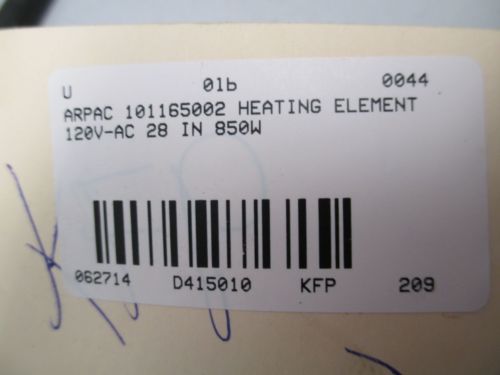 U 01b 0044
ARPAC 101165002 HEATING ELEMENT
120V-AC 28 IN 850W
062714 D415010 KFP 209